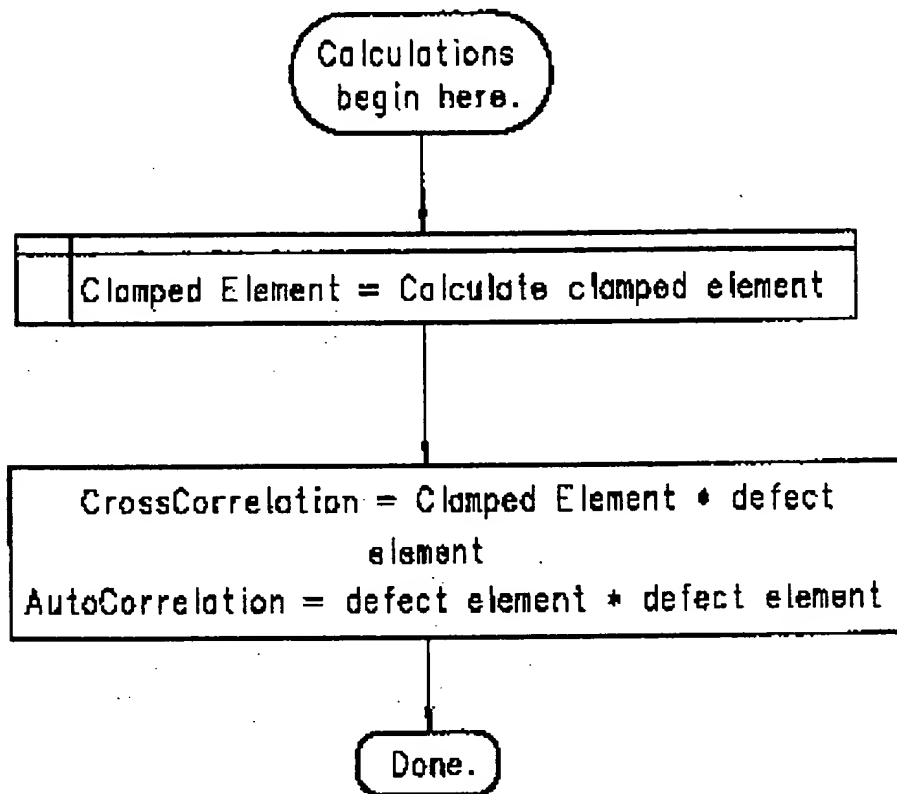 Calculations
begin here.
Clamped Element = Calculate clamped element
CrossCorrelation = Clamped Element * defect
element
AutoCorrelation = defect element * defect element
Done.